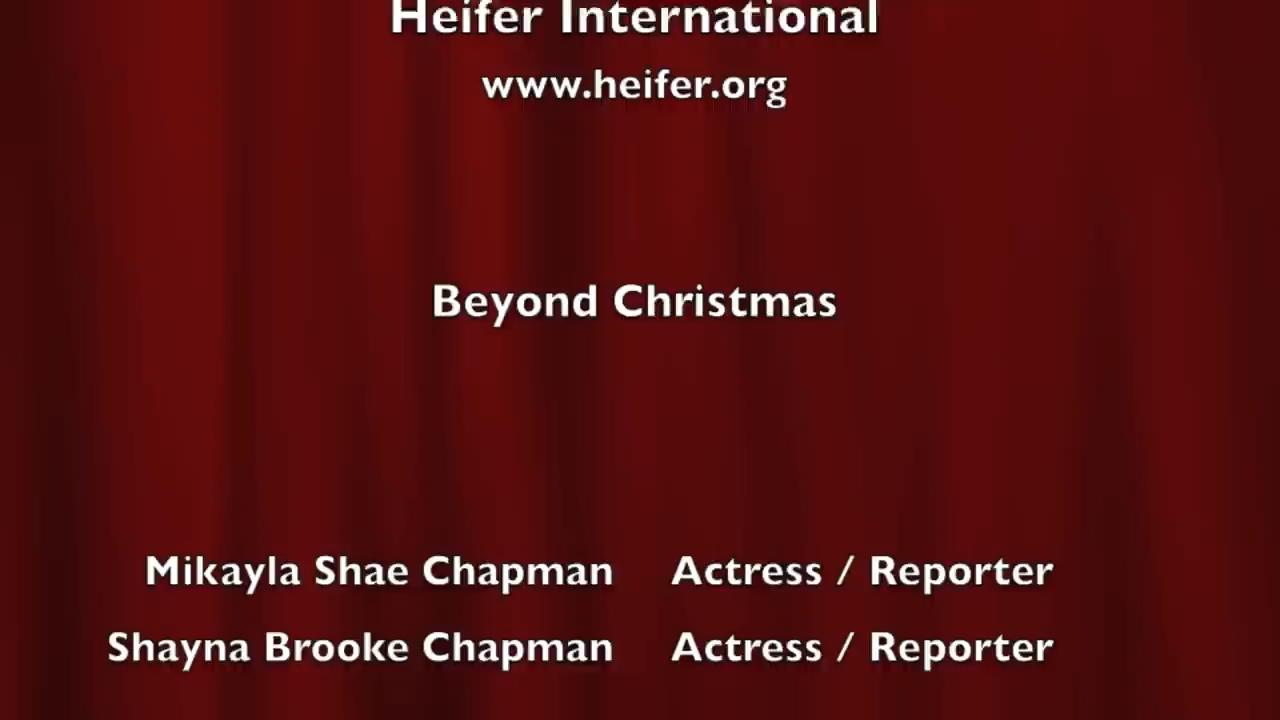 Heifer International
www.heifer.org
Beyond Christmas
Mikayla Shae Chapman Actress / Reporter
Shayna Brooke Chapman Actress / Reporter